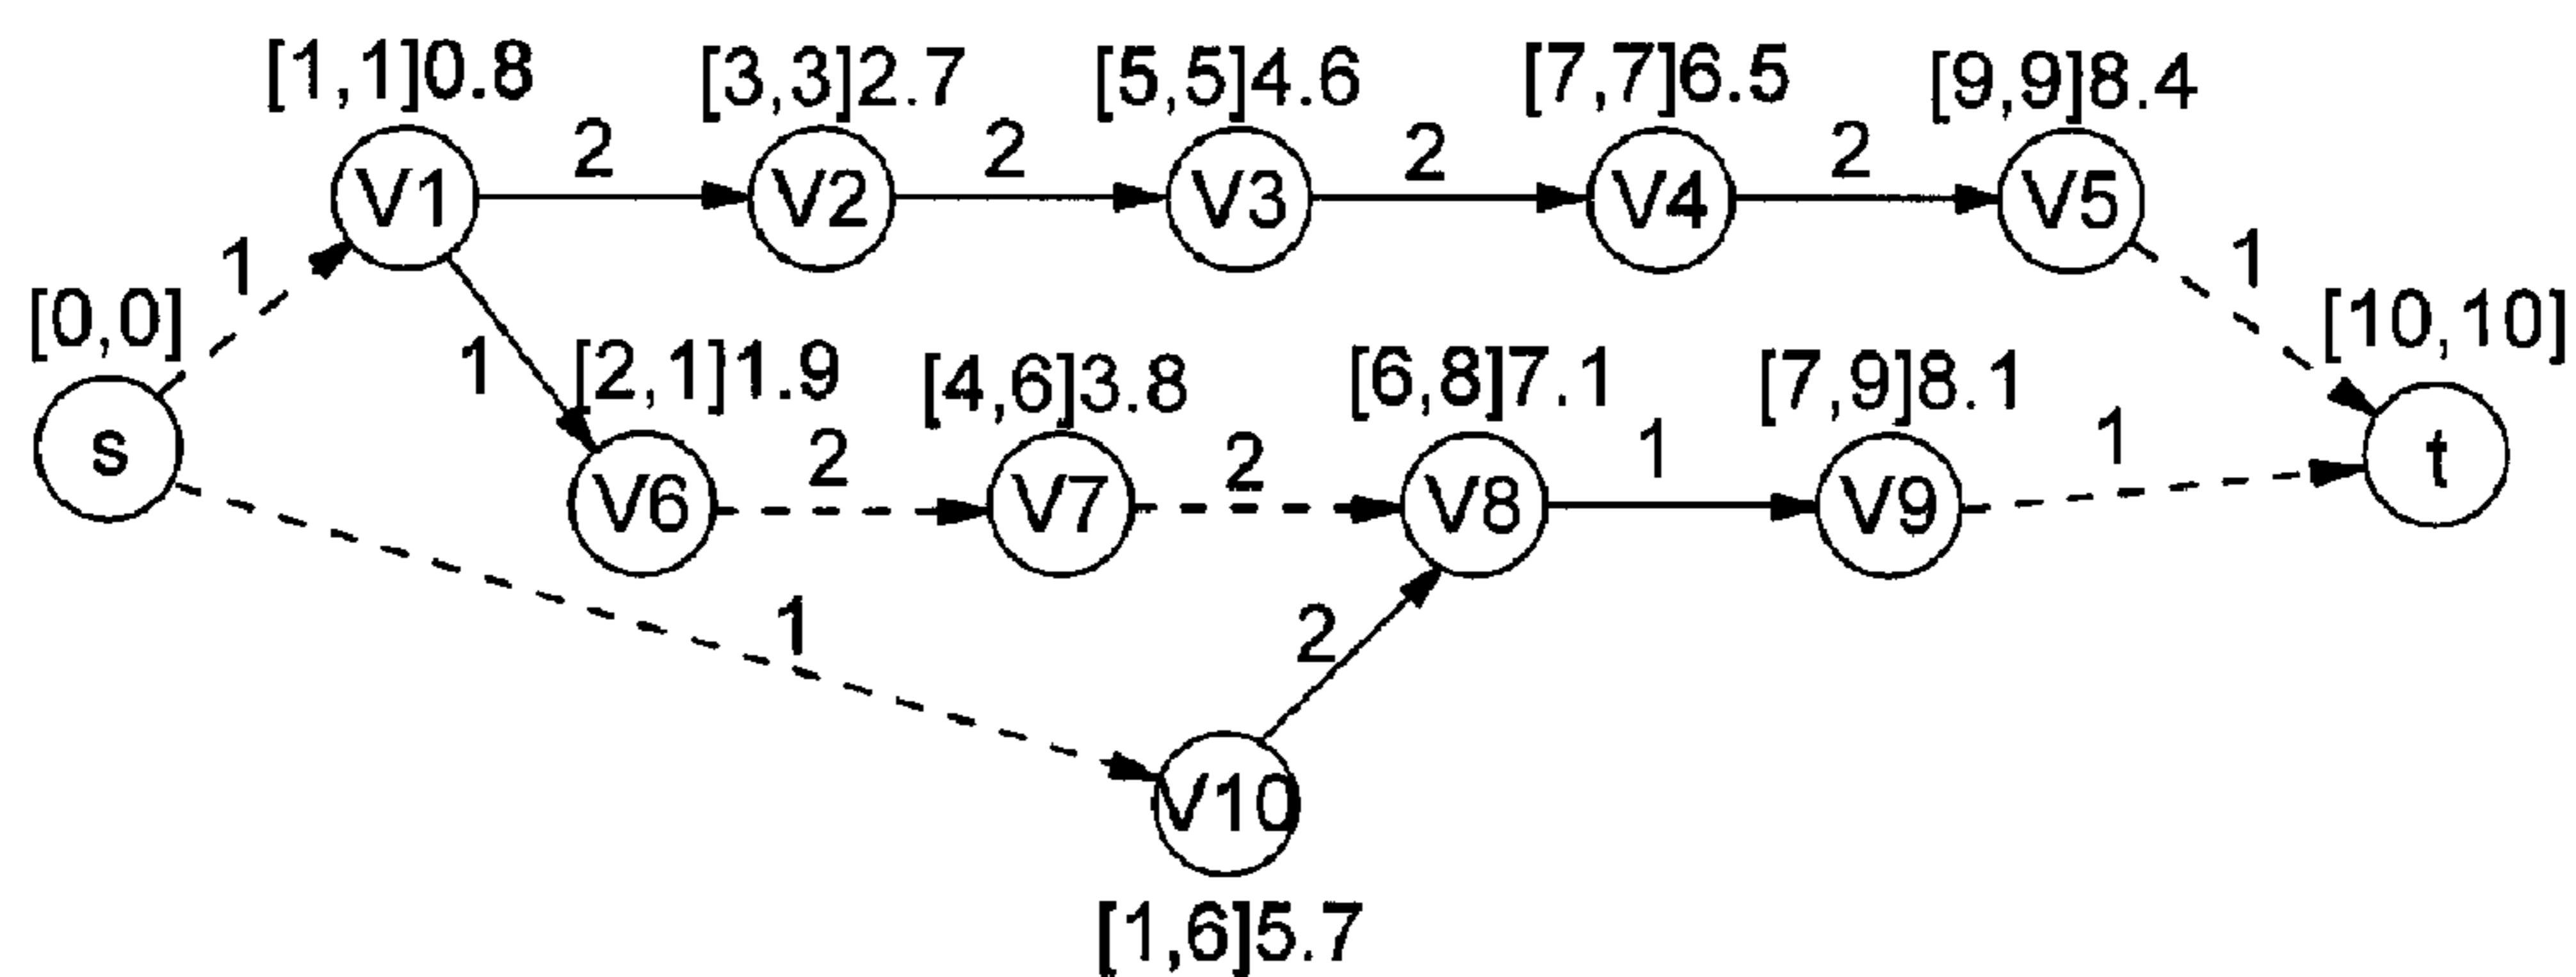 [1,1]0.8 [3,3]2.7 [5,5]4.6 [7,7]6.5 [9,9]8.4
2 2 2 2
V1 V2 V3 V4 V5
1 1
[0,0] [10,10]
1 [2,1]1.9 [4,6]3.8 [6,8]7.1 [7,9]8.1
2 2 1 1
s V6 V7 V8 V9 t
1 2
V10
[1,6]5.7